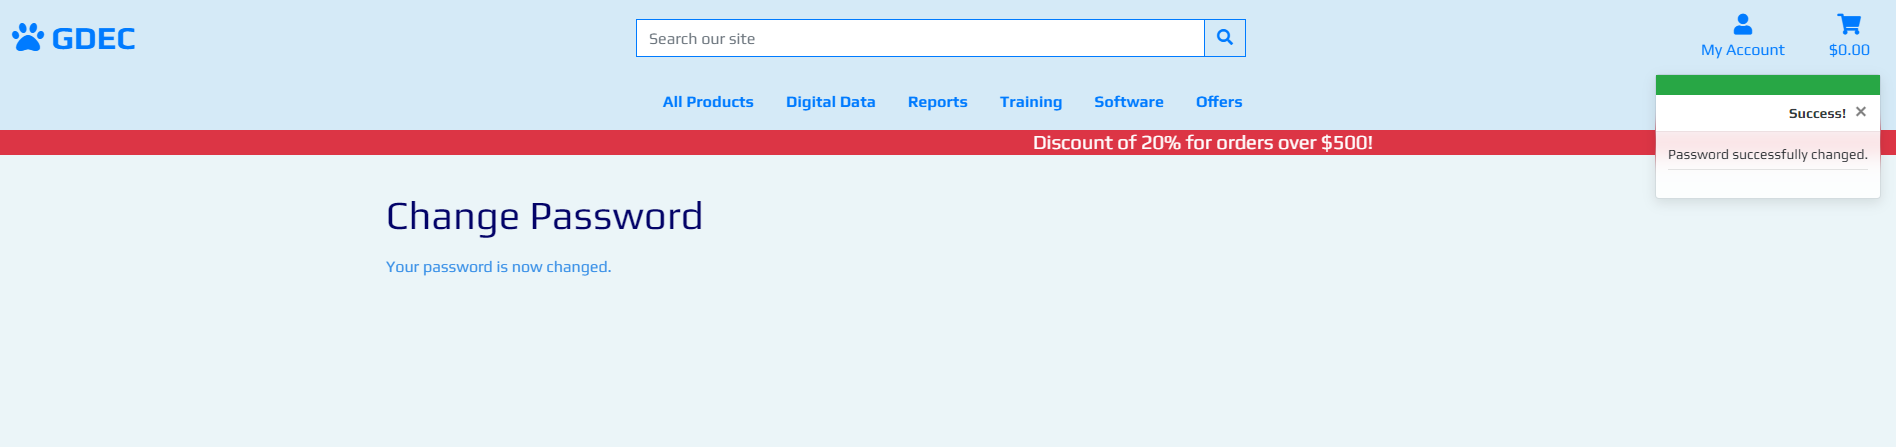 GDEC
Search our site
My Account
$0.00
All Products Digital Data Reports Training Software Offers
Discount of 20% for orders over $500!
Success! ×
Password successfully changed.
Change Password
Your password is now changed.